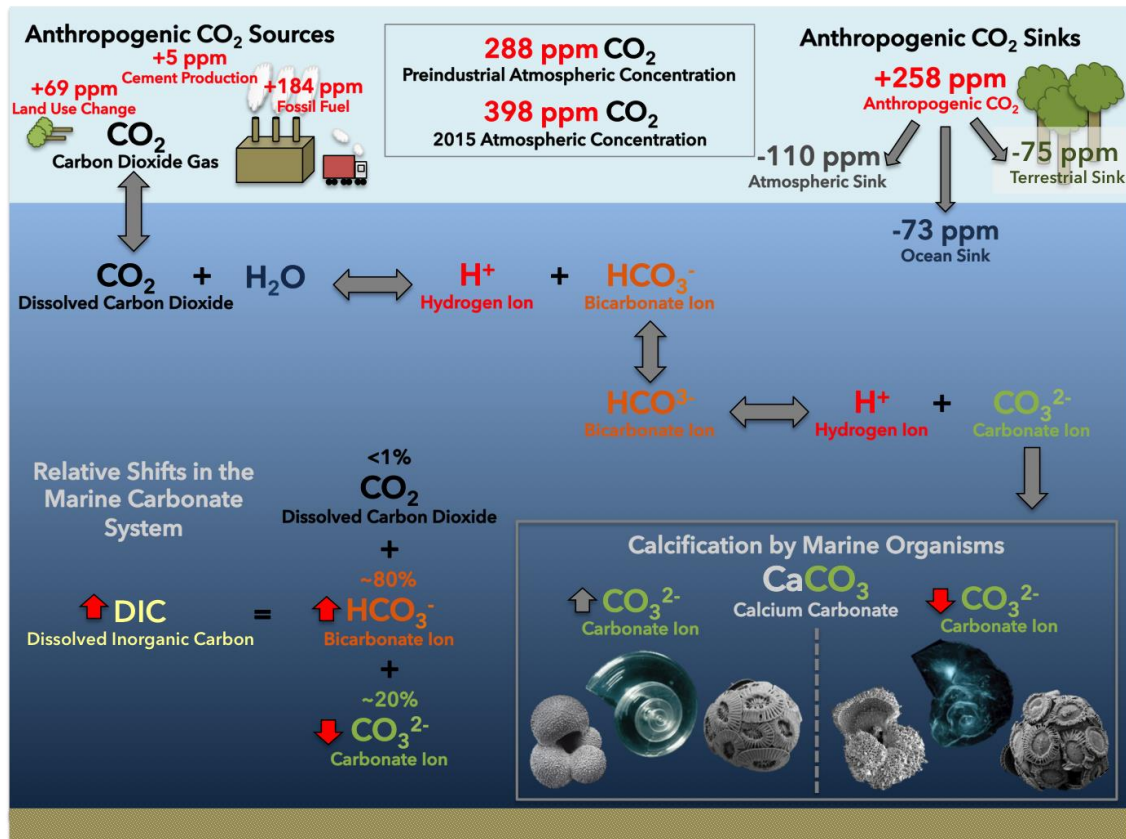 Anthropogenic CO₂ Sources
+5 ppm
Cement Production
+69 ppm
Land Use Change
+184 ppm
Fossil Fuel
CO₂
Carbon Dioxide Gas
288 ppm CO₂
Preindustrial Atmospheric Concentration
398 ppm CO₂
2015 Atmospheric Concentration
Anthropogenic CO₂ Sinks
+258 ppm
Anthropogenic CO₂
-110 ppm
Atmospheric Sink
-75 ppm
Terrestrial Sink
-73 ppm
Ocean Sink
CO₂ + H₂O H⁺ + HCO₃⁻
Dissolved Carbon Dioxide Hydrogen Ion Bicarbonate Ion
HCO³⁻ H⁺ + CO₃²⁻
Bicarbonate Ion Hydrogen Ion Carbonate Ion
Relative Shifts in the
Marine Carbonate
System
<1%
CO₂
Dissolved Carbon Dioxide
+
~80%
DIC = HCO₃⁻
Dissolved Inorganic Carbon Bicarbonate Ion
+
~20%
CO₃²⁻
Carbonate Ion
Calcification by Marine Organisms
CaCO₃
Calcium Carbonate
CO₃²⁻
Carbonate Ion
CO₃²⁻
Carbonate Ion